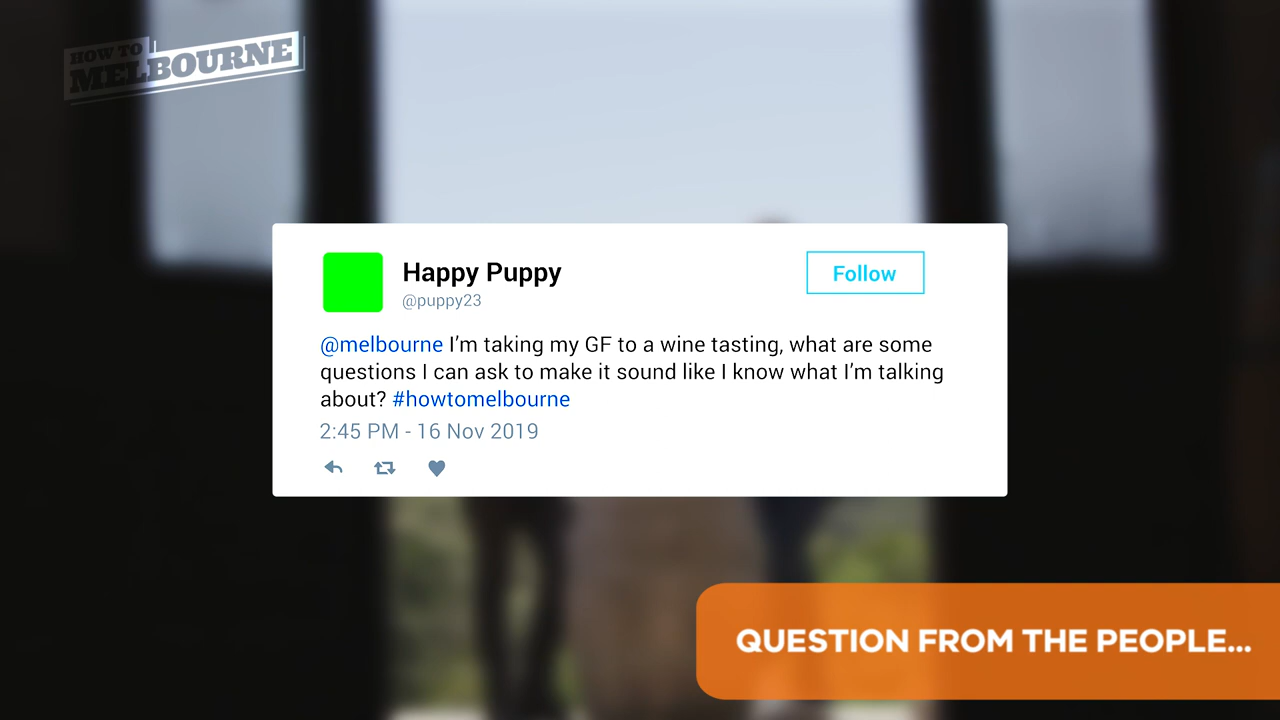 HOW TO
MELBOURNE
Happy Puppy
Follow
@puppy23
@melbourne I'm taking my GF to a wine tasting, what are some
questions I can ask to make it sound like I know what I'm talking
about? #howtomelbourne
2:45 PM - 16 Nov 2019
QUESTION FROM THE PEOPLE...